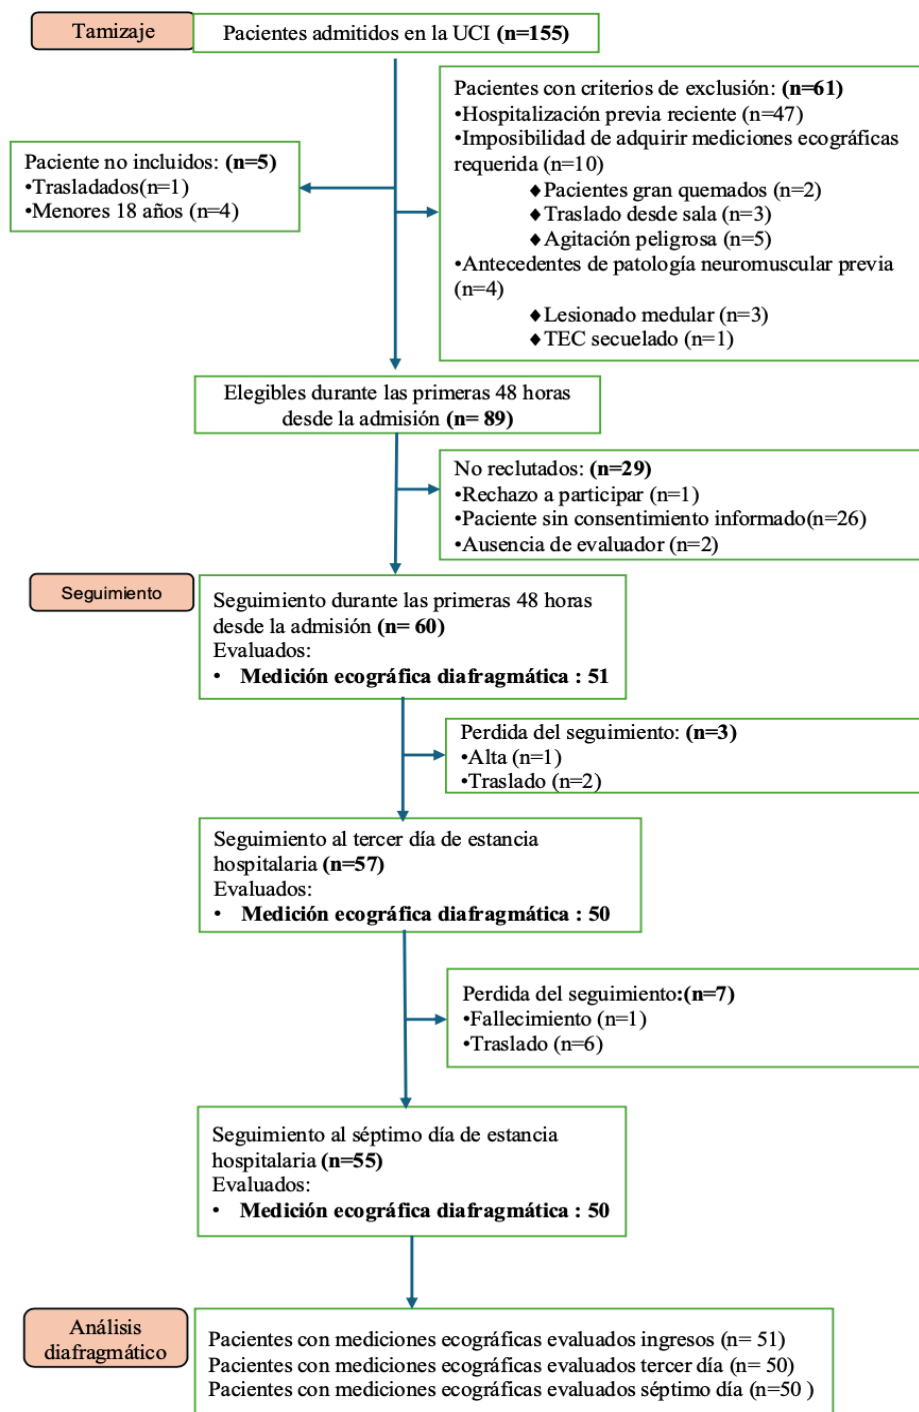 Tamizaje
Pacientes admitidos en la UCI (n=155)
Pacientes con criterios de exclusión: (n=61)
•Hospitalización previa reciente (n=47)
•Imposibilidad de adquirir mediciones ecográficas
requerida (n=10)
♦Pacientes gran quemados (n=2)
♦Traslado desde sala (n=3)
♦Agitación peligrosa (n=5)
•Antecedentes de patología neuromuscular previa
(n=4)
♦Lesionado medular (n=3)
♦TEC secuelado (n=1)
Paciente no incluidos: (n=5)
•Trasladados(n=1)
•Menores 18 años (n=4)
Elegibles durante las primeras 48 horas
desde la admisión (n= 89)
No reclutados: (n=29)
•Rechazo a participar (n=1)
•Paciente sin consentimiento informado(n=26)
•Ausencia de evaluador (n=2)
Seguimiento
Seguimiento durante las primeras 48 horas
desde la admisión (n= 60)
Evaluados:
• Medición ecográfica diafragmática : 51
Perdida del seguimiento: (n=3)
•Alta (n=1)
•Traslado (n=2)
Seguimiento al tercer día de estancia
hospitalaria (n=57)
Evaluados:
• Medición ecográfica diafragmática : 50
Perdida del seguimiento:(n=7)
•Fallecimiento (n=1)
•Traslado (n=6)
Seguimiento al séptimo día de estancia
hospitalaria (n=55)
Evaluados:
• Medición ecográfica diafragmática : 50
Análisis
diafragmático
Pacientes con mediciones ecográficas evaluados ingresos (n= 51)
Pacientes con mediciones ecográficas evaluados tercer día (n= 50)
Pacientes con mediciones ecográficas evaluados séptimo día (n=50 )